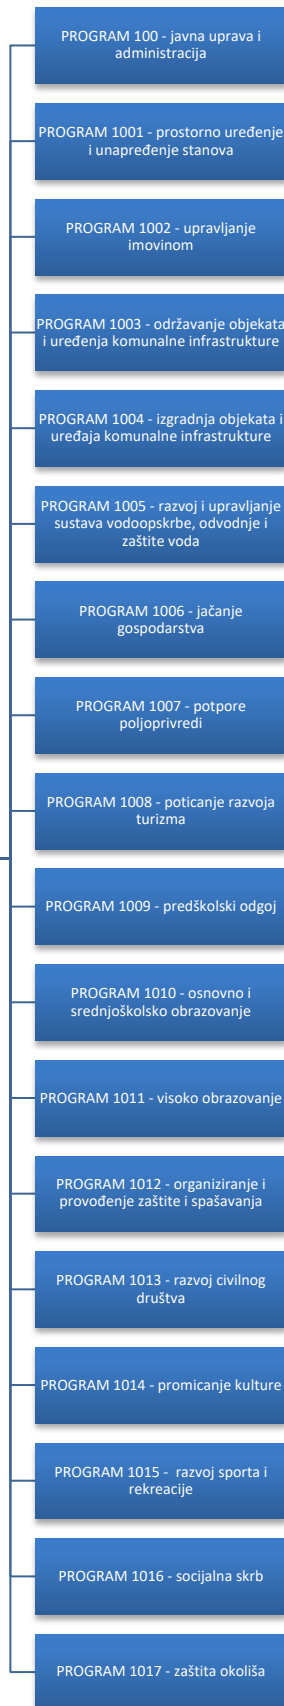 PROGRAM 100 - javna uprava i
administracija
PROGRAM 1001 - prostorno uređenje
i unapređenje stanova
PROGRAM 1002 - upravljanje
imovinom
PROGRAM 1003 - održavanje objekata
i uređenja komunalne infrastrukture
PROGRAM 1004 - izgradnja objekata i
uređaja komunalne infrastrukture
PROGRAM 1005 - razvoj i upravljanje
sustava vodoopskrbe, odvodnje i
zaštite voda
PROGRAM 1006 - jačanje
gospodarstva
PROGRAM 1007 - potpore
poljoprivredi
PROGRAM 1008 - poticanje razvoja
turizma
PROGRAM 1009 - predškolski odgoj
PROGRAM 1010 - osnovno i
srednjoškolsko obrazovanje
PROGRAM 1011 - visoko obrazovanje
PROGRAM 1012 - organiziranje i
provođenje zaštite i spašavanja
PROGRAM 1013 - razvoj civilnog
društva
PROGRAM 1014 - promicanje kulture
PROGRAM 1015 -  razvoj sporta i
rekreacije
PROGRAM 1016 - socijalna skrb
PROGRAM 1017 - zaštita okoliša